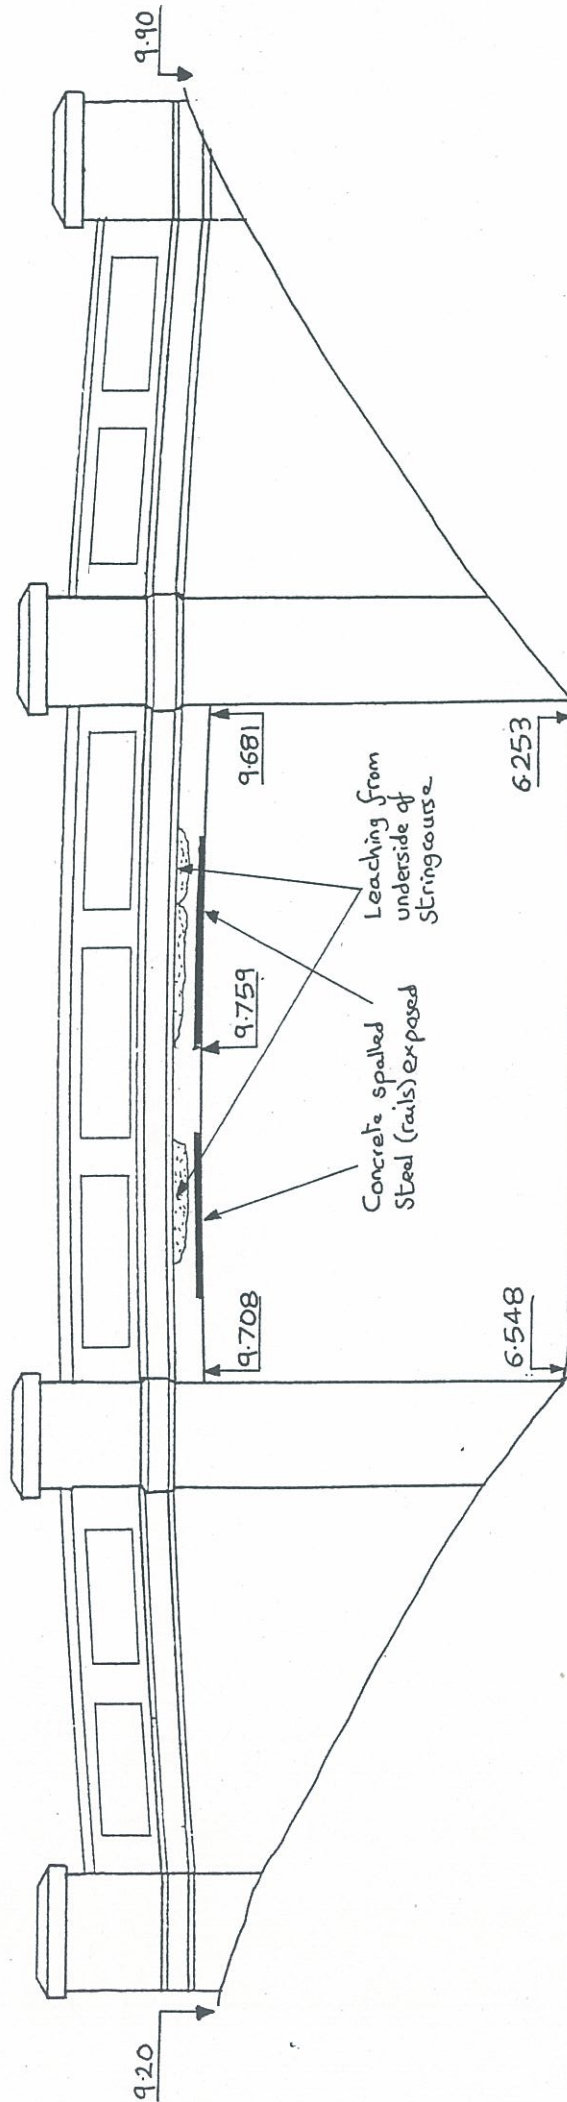 9.90
9.681
6.253
Leaching from
underside of
Stringcourse
9.759
Concrete spalled
Steel (rails) exposed
9.708
6.548
9.20